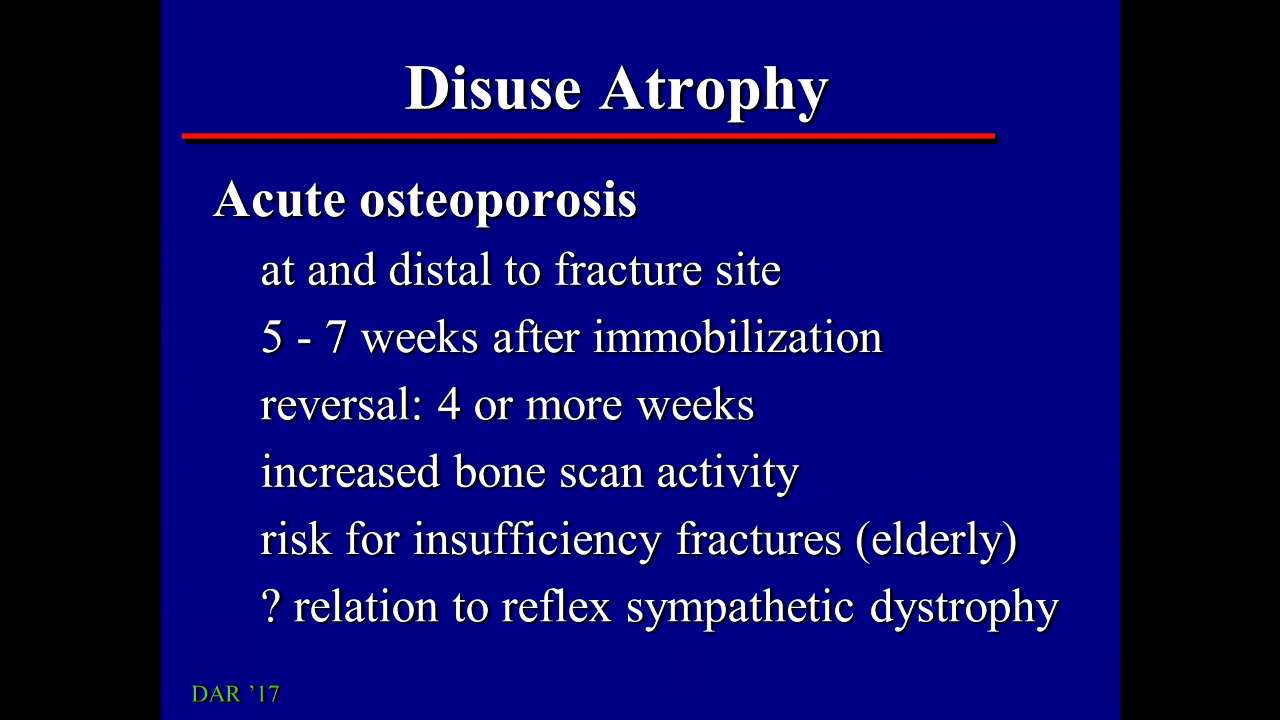 Disuse Atrophy
Acute osteoporosis
at and distal to fracture site
5 - 7 weeks after immobilization
reversal: 4 or more weeks
increased bone scan activity
risk for insufficiency fractures (elderly)
? relation to reflex sympathetic dystrophy
DAR ’17